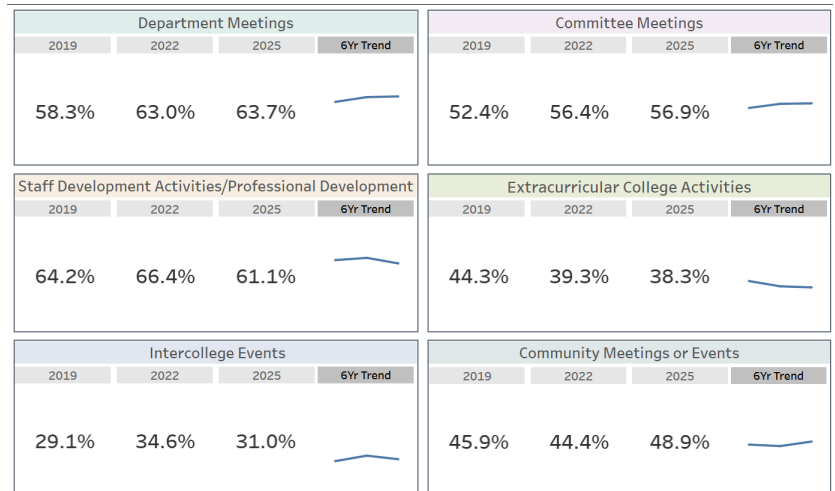 Department Meetings
2019 2022 2025 6Yr Trend
58.3% 63.0% 63.7%
Committee Meetings
2019 2022 2025 6Yr Trend
52.4% 56.4% 56.9%
Staff Development Activities/Professional Development
2019 2022 2025 6Yr Trend
64.2% 66.4% 61.1%
Extracurricular College Activities
2019 2022 2025 6Yr Trend
44.3% 39.3% 38.3%
Intercollege Events
2019 2022 2025 6Yr Trend
29.1% 34.6% 31.0%
Community Meetings or Events
2019 2022 2025 6Yr Trend
45.9% 44.4% 48.9%